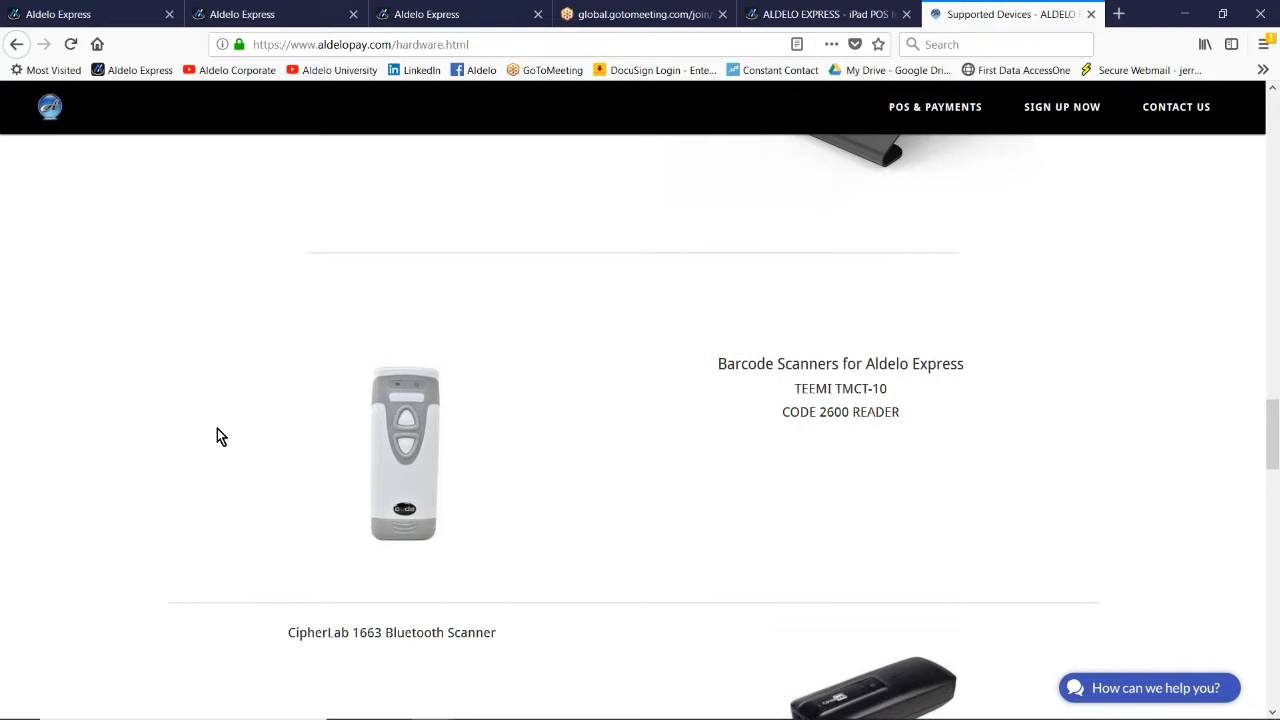 Aldelo Express
Aldelo Express
Aldelo Express
global.gotomeeting.com/join/
ALDELO EXPRESS - iPad POS f
Supported Devices - ALDELO
https://www.aldelopay.com/hardware.html
Search
Most Visited
Aldelo Express
Aldelo Corporate
Aldelo University
LinkedIn
Aldelo
GoToMeeting
DocuSign Login - Ente...
Constant Contact
My Drive - Google Dri...
First Data AccessOne
Secure Webmail - jerr...
POS & PAYMENTS
SIGN UP NOW
CONTACT US
Barcode Scanners for Aldelo Express
TEEMI TMCT-10
CODE 2600 READER
code
CipherLab 1663 Bluetooth Scanner
How can we help you?